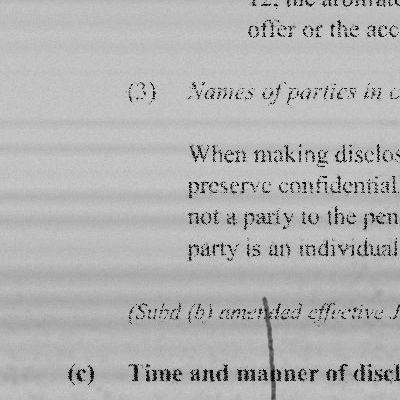 12, the arbitrat
offer or the acc
(3) Names of parties in c
When making disclos
preserve confidential
not a party to the pen
party is an individual
(Subd (b) amended effective J
(c) Time and manner of discl